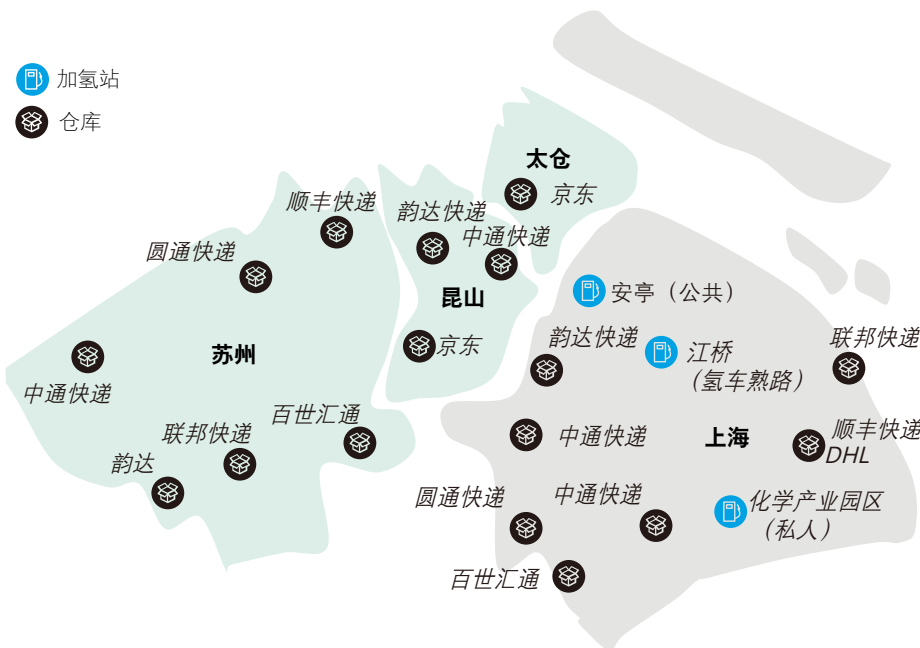 加氢站
仓库
太仓
京东
顺丰快递
韵达快递
中通快递
圆通快递
昆山
安亭（公共）
京东
韵达快递
江桥
（氢车熟路）
联邦快递
苏州
中通快递
百世汇通
联邦快递
韵达
中通快递
上海
顺丰快递
DHL
圆通快递
中通快递
化学产业园区
（私人）
百世汇通